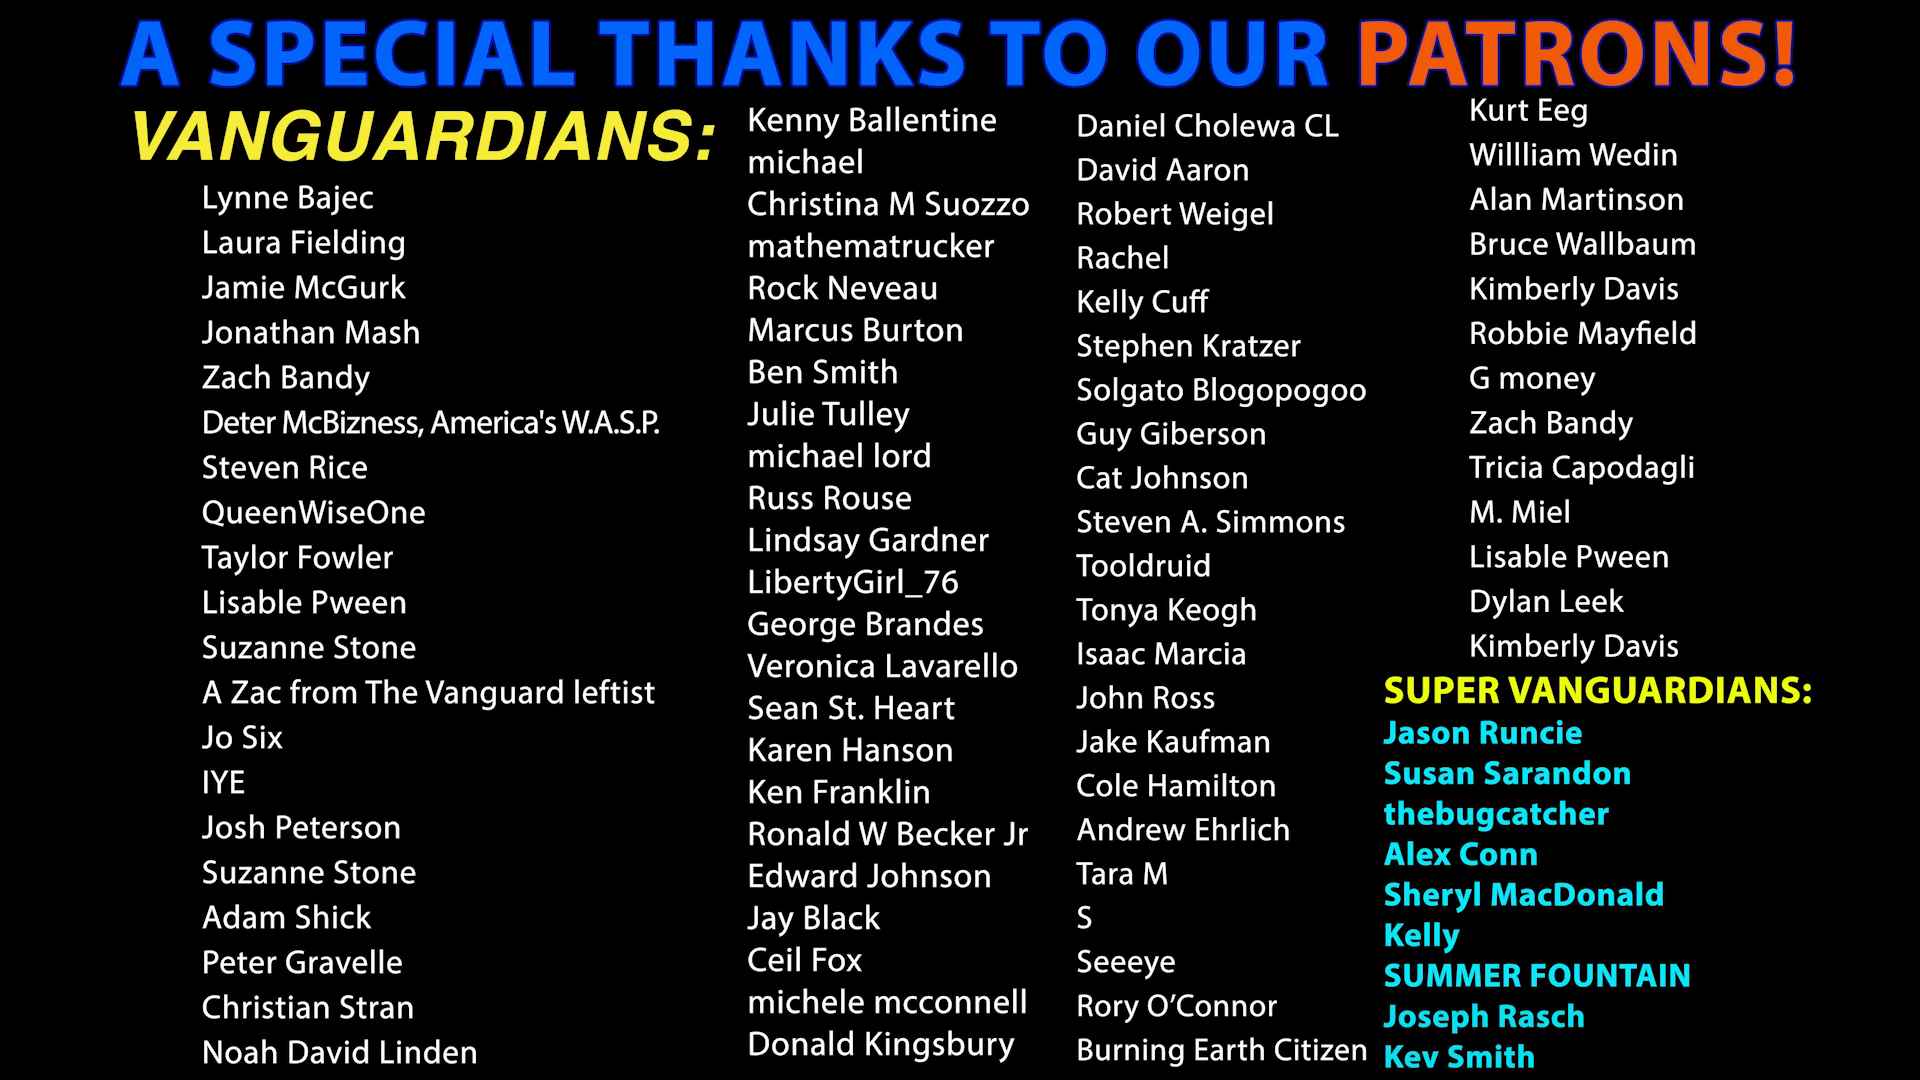 A SPECIAL THANKS TO OUR PATRONS!
VANGUARDIANS:
Lynne Bajec
Laura Fielding
Jamie McGurk
Jonathan Mash
Zach Bandy
Deter McBizness, America's W.A.S.P.
Steven Rice
QueenWiseOne
Taylor Fowler
Lisable Pween
Suzanne Stone
A Zac from The Vanguard leftist
Jo Six
IYE
Josh Peterson
Suzanne Stone
Adam Shick
Peter Gravelle
Christian Stran
Noah David Linden
Kenny Ballentine
michael
Christina M Suozzo
mathematrucker
Rock Neveau
Marcus Burton
Ben Smith
Julie Tulley
michael lord
Russ Rouse
Lindsay Gardner
LibertyGirl_76
George Brandes
Veronica Lavarello
Sean St. Heart
Karen Hanson
Ken Franklin
Ronald W Becker Jr
Edward Johnson
Jay Black
Ceil Fox
michele mcconnell
Donald Kingsbury
Daniel Cholewa CL
David Aaron
Robert Weigel
Rachel
Kelly Cuff
Stephen Kratzer
Solgato Blogopogoo
Guy Giberson
Cat Johnson
Steven A. Simmons
Tooldruid
Tonya Keogh
Isaac Marcia
John Ross
Jake Kaufman
Cole Hamilton
Andrew Ehrlich
Tara M
S
Seeeye
Rory O’Connor
Burning Earth Citizen
Kurt Eeg
Willliam Wedin
Alan Martinson
Bruce Wallbaum
Kimberly Davis
Robbie Mayfield
G money
Zach Bandy
Tricia Capodagli
M. Miel
Lisable Pween
Dylan Leek
Kimberly Davis
SUPER VANGUARDIANS:
Jason Runcie
Susan Sarandon
thebugcatcher
Alex Conn
Sheryl MacDonald
Kelly
SUMMER FOUNTAIN
Joseph Rasch
Kev Smith